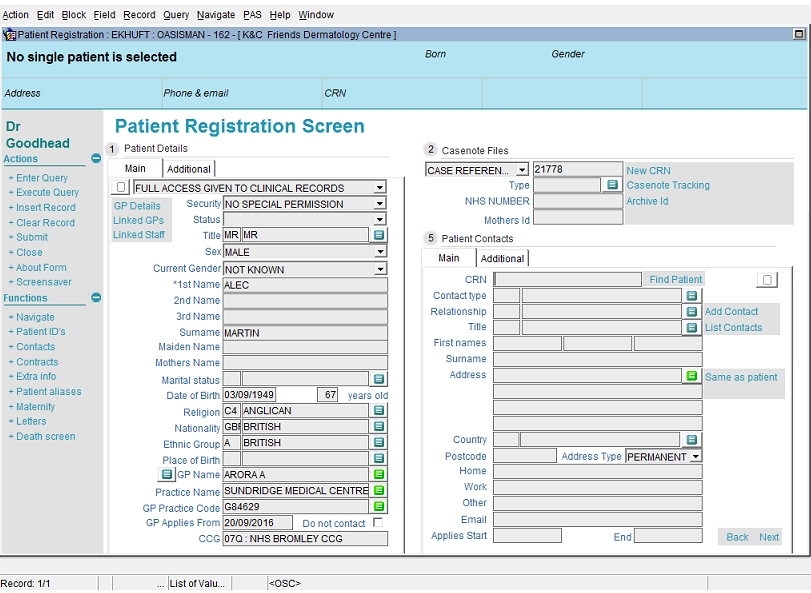 Action Edit Block Field Record Query Navigate PAS Help Window
Patient Registration : EKHUFT : OASISMAN - 162 - [ K&C Friends Dermatology Centre ]
No single patient is selected
Born
Gender
Address
Phone & email
CRN
Dr
Goodhead
Actions
+ Enter Query
+ Execute Query
+ Insert Record
+ Clear Record
+ Submit
+ Close
+ About Form
+ Screensaver
Functions
+ Navigate
+ Patient ID's
+ Contacts
+ Contracts
+ Extra info
+ Patient aliases
+ Maternity
+ Letters
+ Death screen
Patient Registration Screen
1 Patient Details
Main Additional
FULL ACCESS GIVEN TO CLINICAL RECORDS
GP Details
Linked GPs
Linked Staff
Security NO SPECIAL PERMISSION
Status
Title MR MR
Sex MALE
Current Gender NOT KNOWN
*1st Name ALEC
2nd Name
3rd Name
Surname MARTIN
Maiden Name
Mothers Name
Marital status
Date of Birth 03/09/1949 67 years old
Religion C4 ANGLICAN
Nationality GBR BRITISH
Ethnic Group A BRITISH
Place of Birth
GP Name ARORA A
Practice Name SUNDRIDGE MEDICAL CENTRE
GP Practice Code G84629
GP Applies From 20/09/2016 Do not contact
CCG 07Q : NHS BROMLEY CCG
2 Casenote Files
CASE REFEREN... 21778 New CRN
Type Casenote Tracking
NHS NUMBER Archive Id
Mothers Id
5 Patient Contacts
Main Additional
CRN Find Patient
Contact type
Relationship Add Contact
Title List Contacts
First names
Surname
Address Same as patient
Country
Postcode Address Type PERMANENT
Home
Work
Other
Email
Applies Start End Back Next
Record: 1/1 ... List of Valu... <OSC>